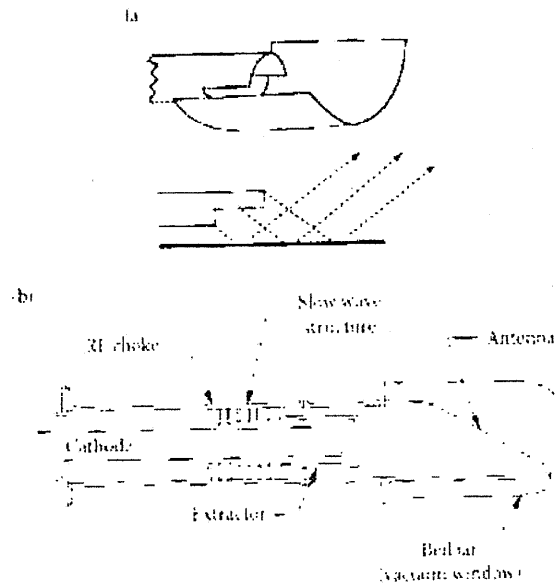 (a)
(b)
Slow wave
structure
RF choke
Antenna
Cathode
Extractor
Bell jar
(vacuum window)